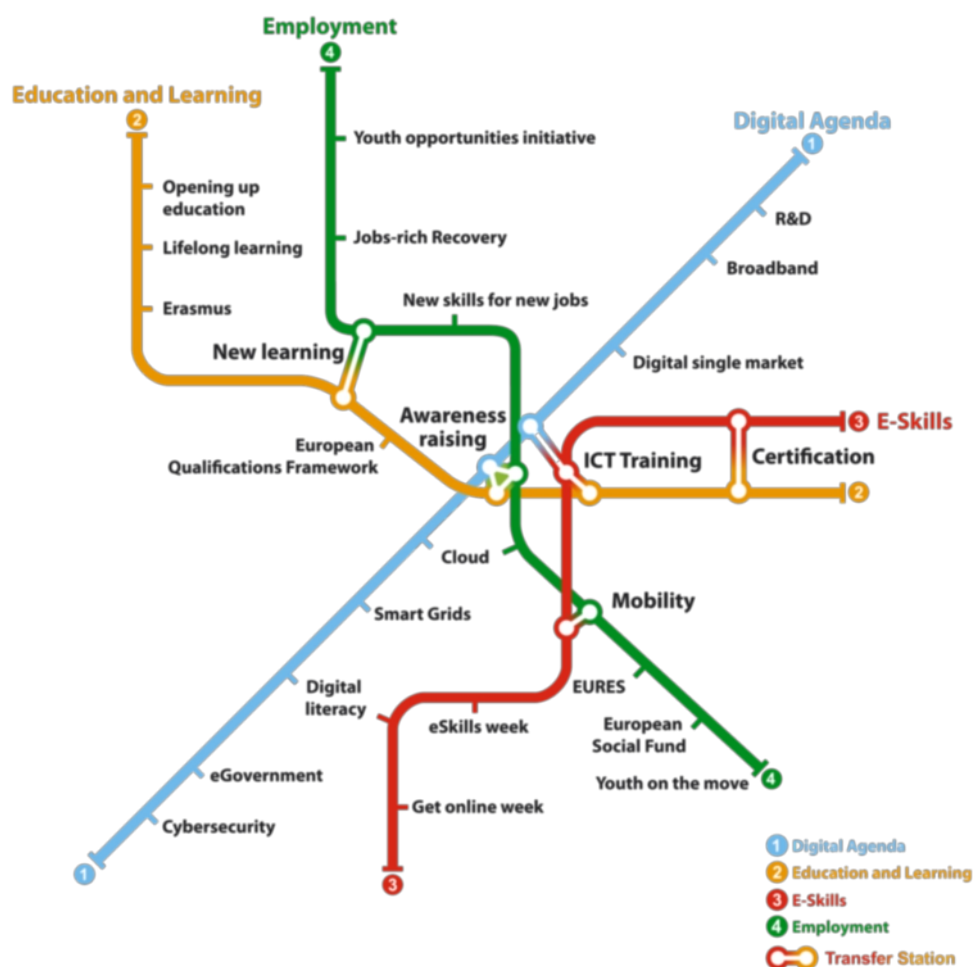 Employment
4
Education and Learning
2
Digital Agenda
1
Youth opportunities initiative
Opening up
education
R&D
Jobs-rich Recovery
Lifelong learning
Broadband
New skills for new jobs
Erasmus
New learning
Digital single market
Awareness
raising
3 E-Skills
European
Qualifications Framework
ICT Training
Certification
2
Cloud
Mobility
Smart Grids
EURES
Digital
literacy
eSkills week
European
Social Fund
eGovernment
Youth on the move
4
Get online week
Cybersecurity
1
3
1 Digital Agenda
2 Education and Learning
3 E-Skills
4 Employment
Transfer Station